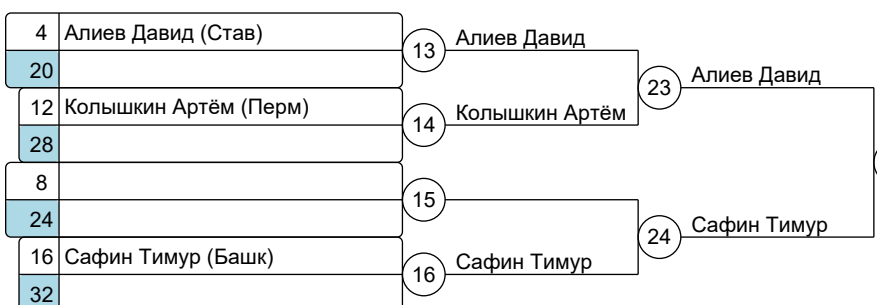 4 Алиев Давид (Став)
20
13 Алиев Давид
12 Колышкин Артём (Перм)
28
14 Колышкин Артём
23 Алиев Давид
8
24
15
16 Сафин Тимур (Башк)
32
16 Сафин Тимур
24 Сафин Тимур